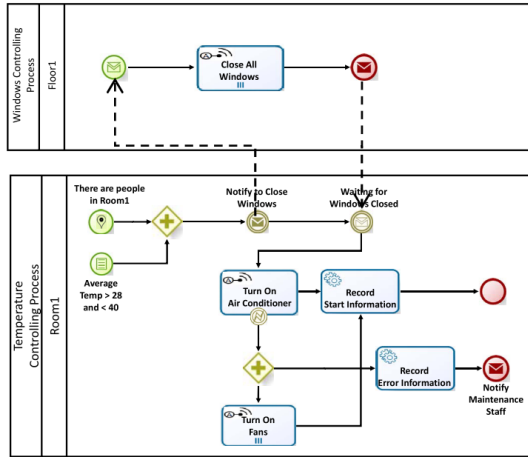 Windows Controlling
Process
Floor1
Close All
Windows
Temperature
Controlling Process
Room1
There are people
in Room1
Notify to Close
Windows
Waiting for
Windows Closed
Average
Temp > 28
and < 40
Turn On
Air Conditioner
Record
Start Information
Record
Error Information
Notify
Maintenance
Staff
Turn On
Fans